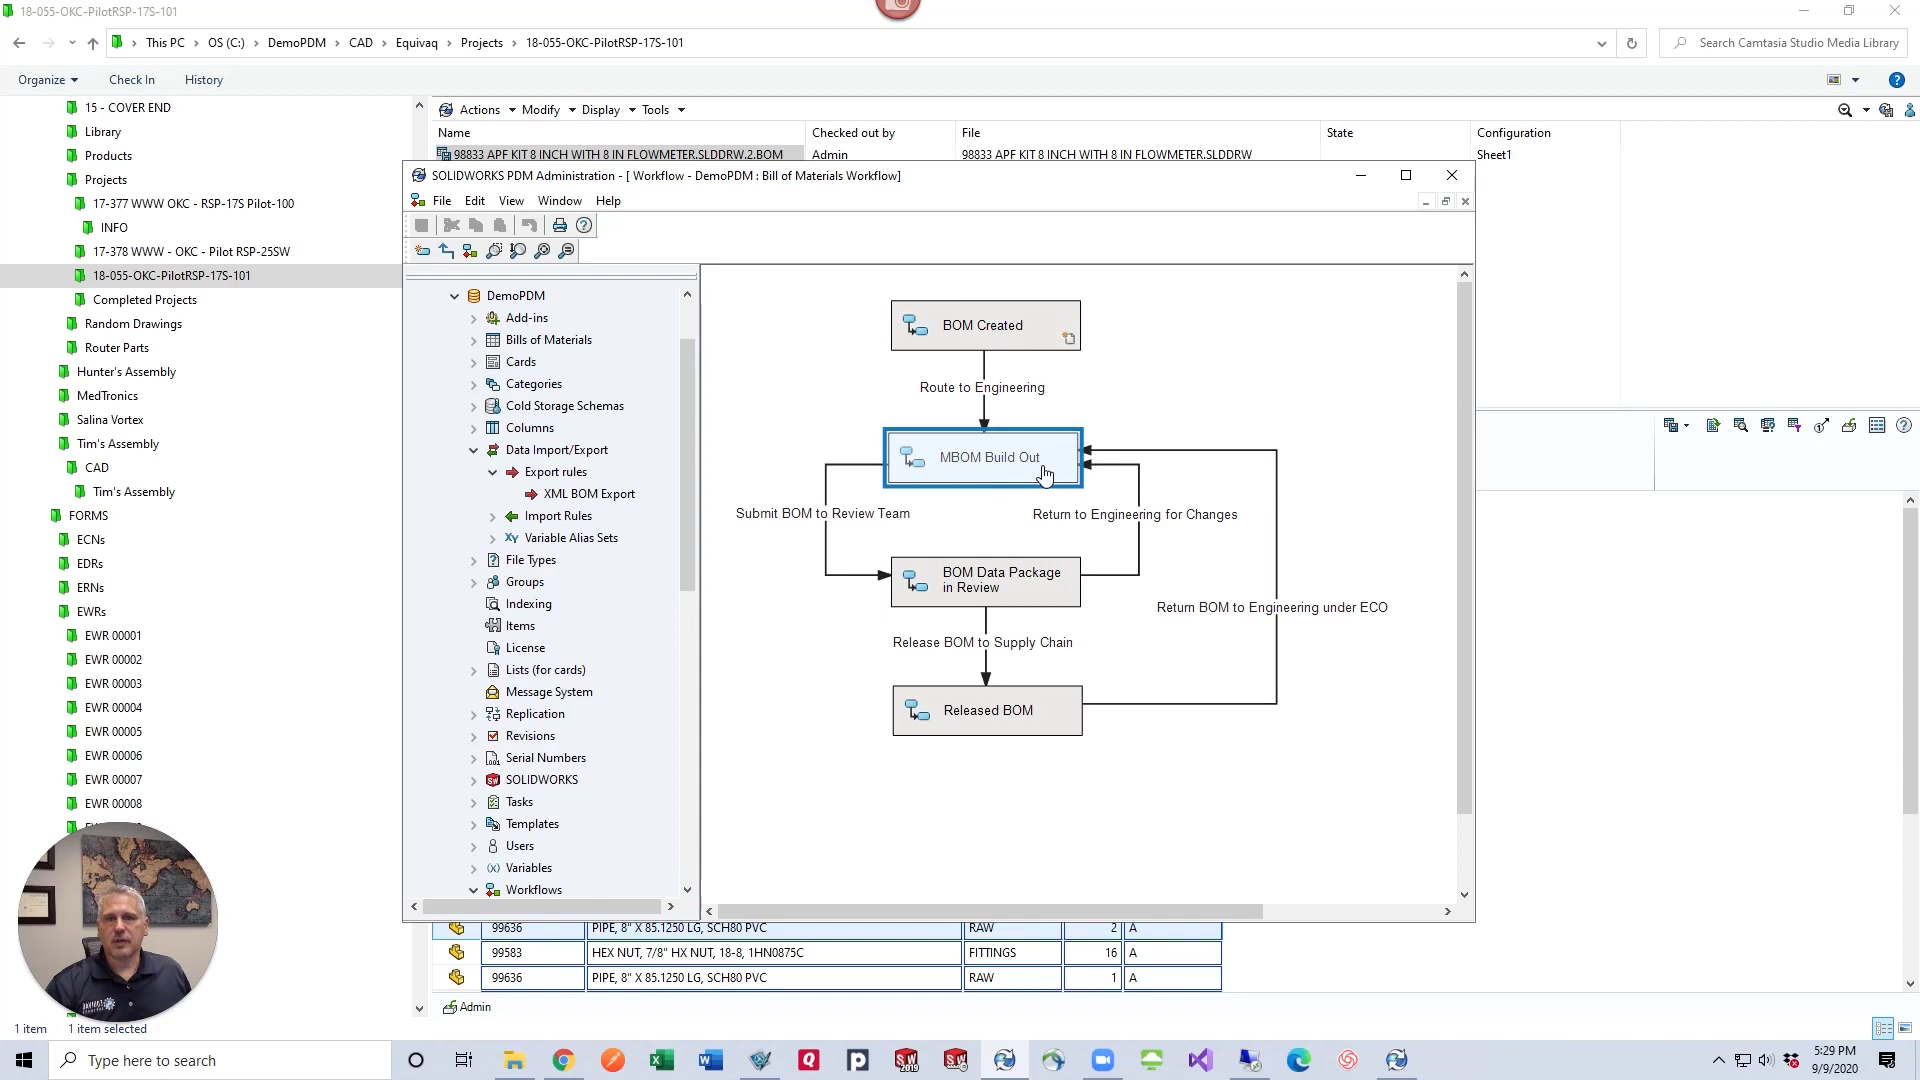 18-055-OKC-PilotRSP-17S-101
This PC
OS (C:)
DemoPDM
CAD
Equivaq
Projects
18-055-OKC-PilotRSP-17S-101
Search Camtasia Studio Media Library
Organize
Check In
History
15 - COVER END
Library
Products
Projects
17-377 WWW OKC - RSP-17S Pilot-100
INFO
17-378 WWW - OKC - Pilot RSP-25SW
18-055-OKC-PilotRSP-17S-101
Completed Projects
Random Drawings
Router Parts
Hunter's Assembly
MedTronics
Salina Vortex
Tim's Assembly
CAD
Tim's Assembly
FORMS
ECNs
EDRs
ERNs
EWRs
EWR 00001
EWR 00002
EWR 00003
EWR 00004
EWR 00005
EWR 00006
EWR 00007
EWR 00008
Actions
Modify
Display
Tools
Name
Checked out by
File
State
Configuration
98833 APF KIT 8 INCH WITH 8 IN FLOWMETER.SLDDRW.2.BOM
Admin
98833 APF KIT 8 INCH WITH 8 IN FLOWMETER.SLDDRW
Sheet1
SOLIDWORKS PDM Administration - [ Workflow - DemoPDM : Bill of Materials Workflow]
File
Edit
View
Window
Help
DemoPDM
Add-ins
Bills of Materials
Cards
Categories
Cold Storage Schemas
Columns
Data Import/Export
Export rules
XML BOM Export
Import Rules
Variable Alias Sets
File Types
Groups
Indexing
Items
License
Lists (for cards)
Message System
Replication
Revisions
Serial Numbers
SOLIDWORKS
Tasks
Templates
Users
Variables
Workflows
BOM Created
Route to Engineering
MBOM Build Out
Submit BOM to Review Team
Return to Engineering for Changes
BOM Data Package
in Review
Return BOM to Engineering under ECO
Release BOM to Supply Chain
Released BOM
99636
PIPE, 8" X 85.1250 LG, SCH80 PVC
RAW
2
A
99583
HEX NUT, 7/8" HX NUT, 18-8, 1HN0875C
FITTINGS
16
A
99636
PIPE, 8" X 85.1250 LG, SCH80 PVC
RAW
1
A
Admin
1 item
1 item selected
Type here to search
5:29 PM
9/9/2020